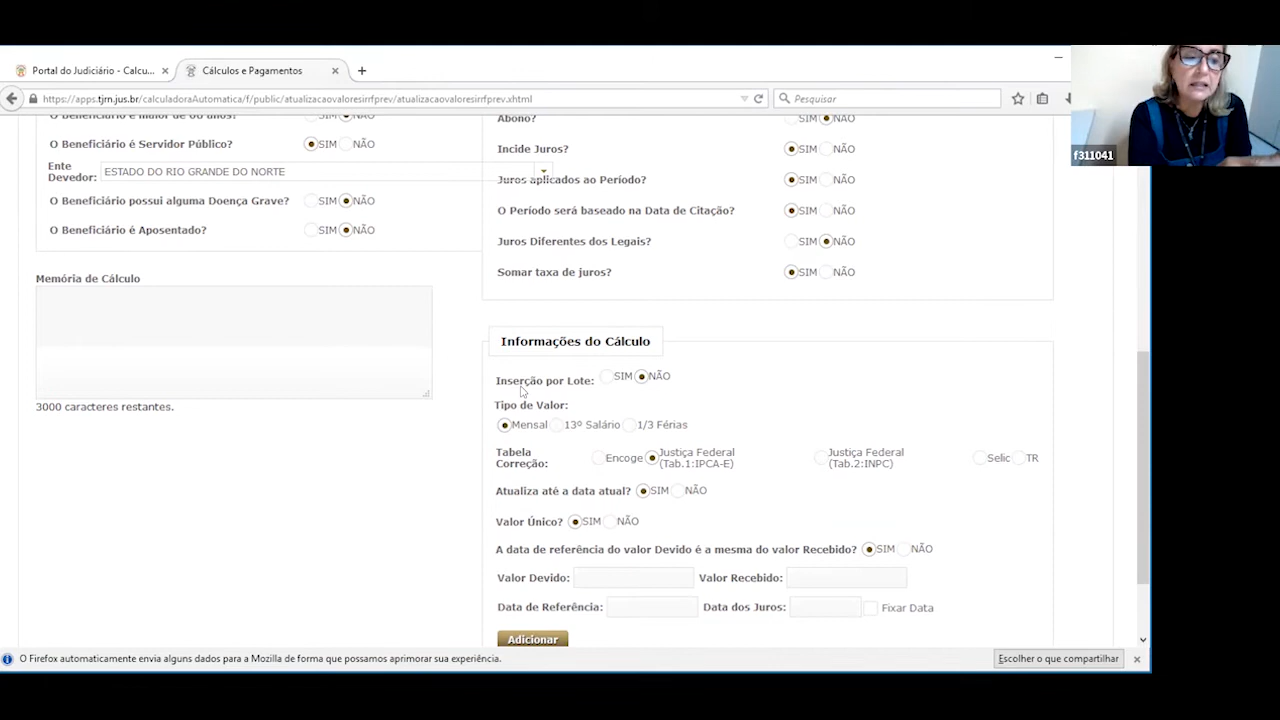 Portal do Judiciário - Calcu...
Cálculos e Pagamentos
https://apps.tjrn.jus.br/calculadoraAutomatica/f/public/atualizacaovaloresirrfprev/atualizacaovaloresirrfprev.xhtml
Pesquisar
f311041
O Beneficiário é maior de 60 anos? SIM NÃO
O Beneficiário é Servidor Público? SIM NÃO
Ente Devedor: ESTADO DO RIO GRANDE DO NORTE
O Beneficiário possui alguma Doença Grave? SIM NÃO
O Beneficiário é Aposentado? SIM NÃO
Memória de Cálculo
3000 caracteres restantes.
Abono? SIM NÃO
Incide Juros? SIM NÃO
Juros aplicados ao Período? SIM NÃO
O Período será baseado na Data de Citação? SIM NÃO
Juros Diferentes dos Legais? SIM NÃO
Somar taxa de juros? SIM NÃO
Informações do Cálculo
Inserção por Lote: SIM NÃO
Tipo de Valor:
Mensal 13º Salário 1/3 Férias
Tabela Correção: Encoge Justiça Federal (Tab.1:IPCA-E) Justiça Federal (Tab.2:INPC) Selic TR
Atualiza até a data atual? SIM NÃO
Valor Único? SIM NÃO
A data de referência do valor Devido é a mesma do valor Recebido? SIM NÃO
Valor Devido: Valor Recebido:
Data de Referência: Data dos Juros: Fixar Data
Adicionar
O Firefox automaticamente envia alguns dados para a Mozilla de forma que possamos aprimorar sua experiência.
Escolher o que compartilhar